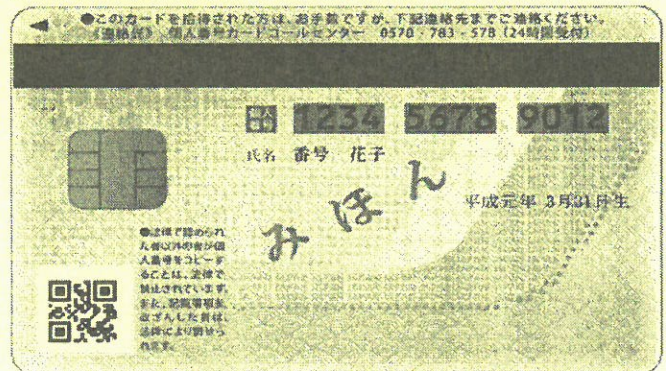 ●このカードを拾得された方は、お手数ですが、下記連絡先までご連絡ください。
《連絡先》 個人番号カードコールセンター 0570-783-578（24時間受付）
個人番号 1234 5678 9012
氏名 番号 花子
平成元年 3月31日生
みほん
●法律で認められ
た者以外の者が個
人番号をコピーす
ることは、法律で
禁止されています。
また、記載事項を
改ざんした者は、
法律により罰せら
れます。